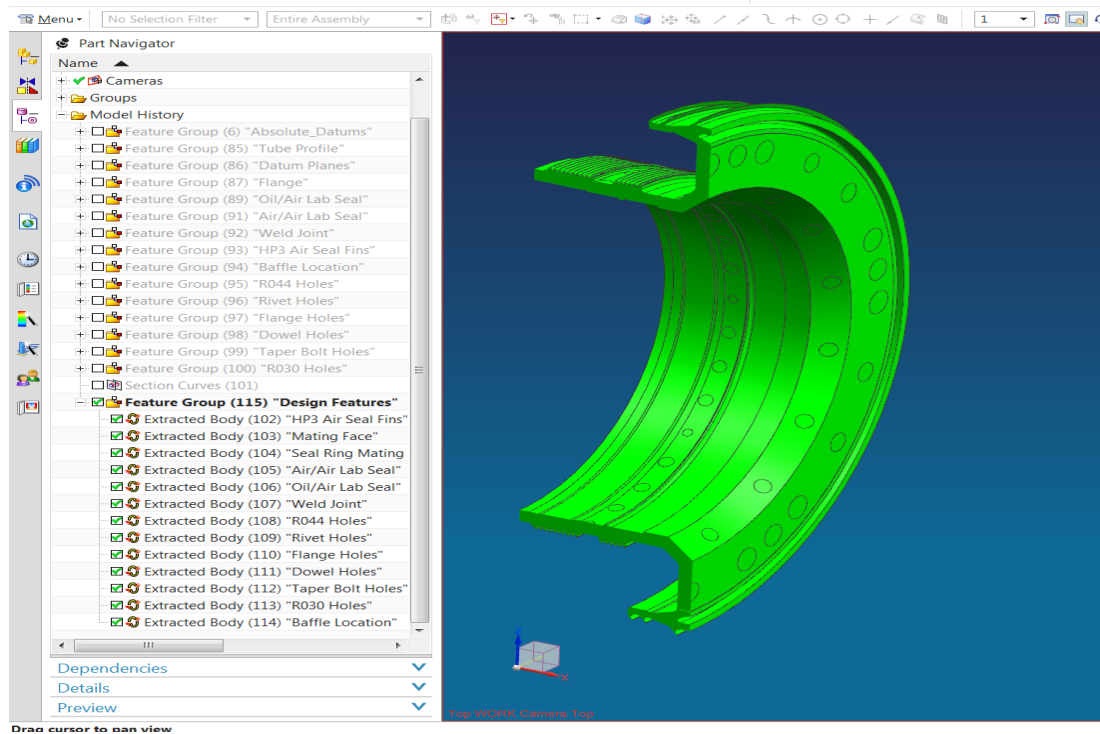 Menu
No Selection Filter
Entire Assembly
1
Part Navigator
Name
Cameras
Groups
Model History
Feature Group (6) "Absolute_Datums"
Feature Group (85) "Tube Profile"
Feature Group (86) "Datum Planes"
Feature Group (87) "Flange"
Feature Group (89) "Oil/Air Lab Seal"
Feature Group (91) "Air/Air Lab Seal"
Feature Group (92) "Weld Joint"
Feature Group (93) "HP3 Air Seal Fins"
Feature Group (94) "Baffle Location"
Feature Group (95) "R044 Holes"
Feature Group (96) "Rivet Holes"
Feature Group (97) "Flange Holes"
Feature Group (98) "Dowel Holes"
Feature Group (99) "Taper Bolt Holes"
Feature Group (100) "R030 Holes"
Section Curves (101)
Feature Group (115) "Design Features"
Extracted Body (102) "HP3 Air Seal Fins"
Extracted Body (103) "Mating Face"
Extracted Body (104) "Seal Ring Mating
Extracted Body (105) "Air/Air Lab Seal"
Extracted Body (106) "Oil/Air Lab Seal"
Extracted Body (107) "Weld Joint"
Extracted Body (108) "R044 Holes"
Extracted Body (109) "Rivet Holes"
Extracted Body (110) "Flange Holes"
Extracted Body (111) "Dowel Holes"
Extracted Body (112) "Taper Bolt Holes"
Extracted Body (113) "R030 Holes"
Extracted Body (114) "Baffle Location"
Dependencies
Details
Preview
Z
X
Top WORK Camera Top
Drag cursor to pan view